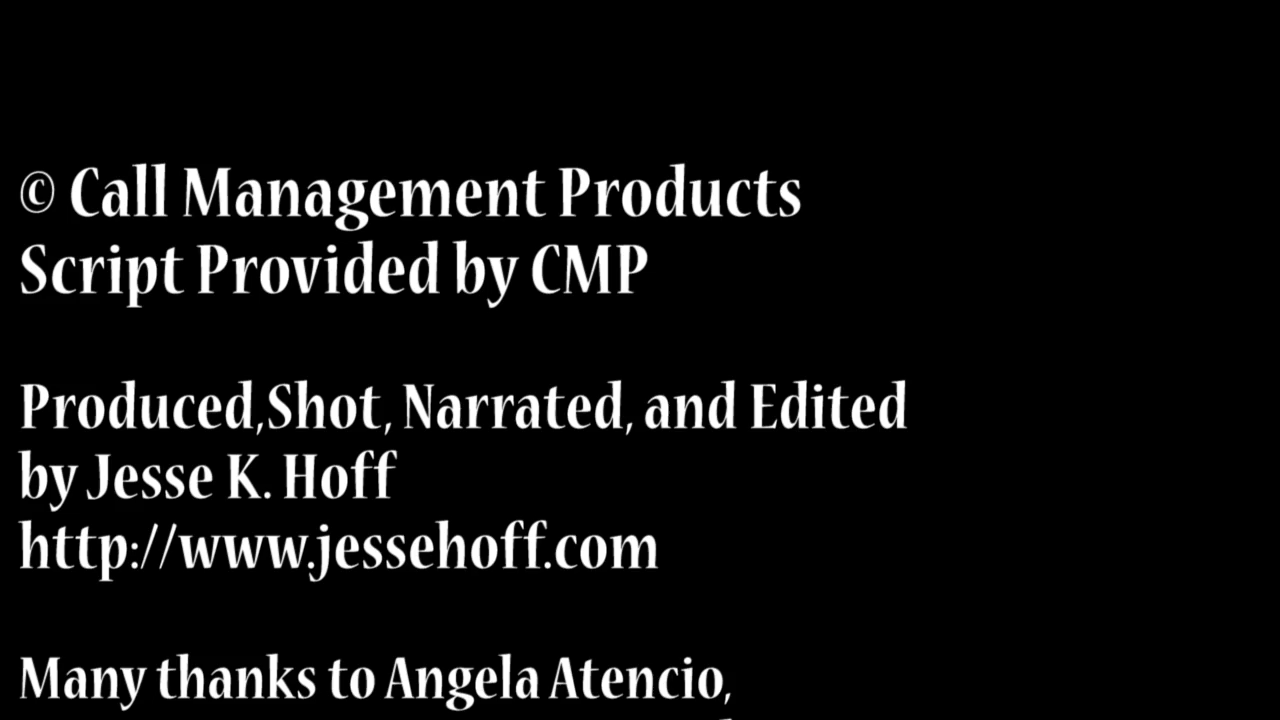 © Call Management Products
Script Provided by CMP
Produced,Shot, Narrated, and Edited
by Jesse K. Hoff
http://www.jessehoff.com
Many thanks to Angela Atencio,